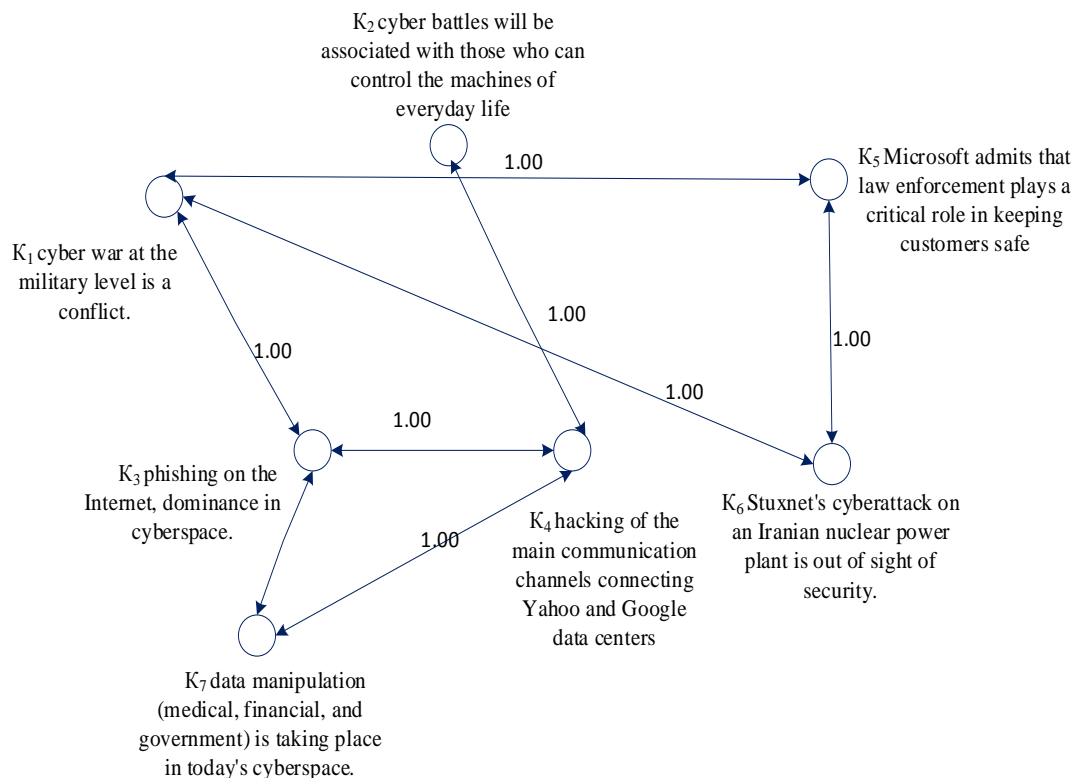 K₂ cyber battles will be
associated with those who can
control the machines of
everyday life
1.00
K₅ Microsoft admits that
law enforcement plays a
critical role in keeping
customers safe
K₁ cyber war at the
military level is a
conflict.
1.00
1.00
1.00
1.00
1.00
K₃ phishing on the
Internet, dominance in
cyberspace.
K₄ hacking of the
main communication
channels connecting
Yahoo and Google
data centers
1.00
K₆ Stuxnet's cyberattack on
an Iranian nuclear power
plant is out of sight of
security.
K₇ data manipulation
(medical, financial, and
government) is taking place
in today's cyberspace.